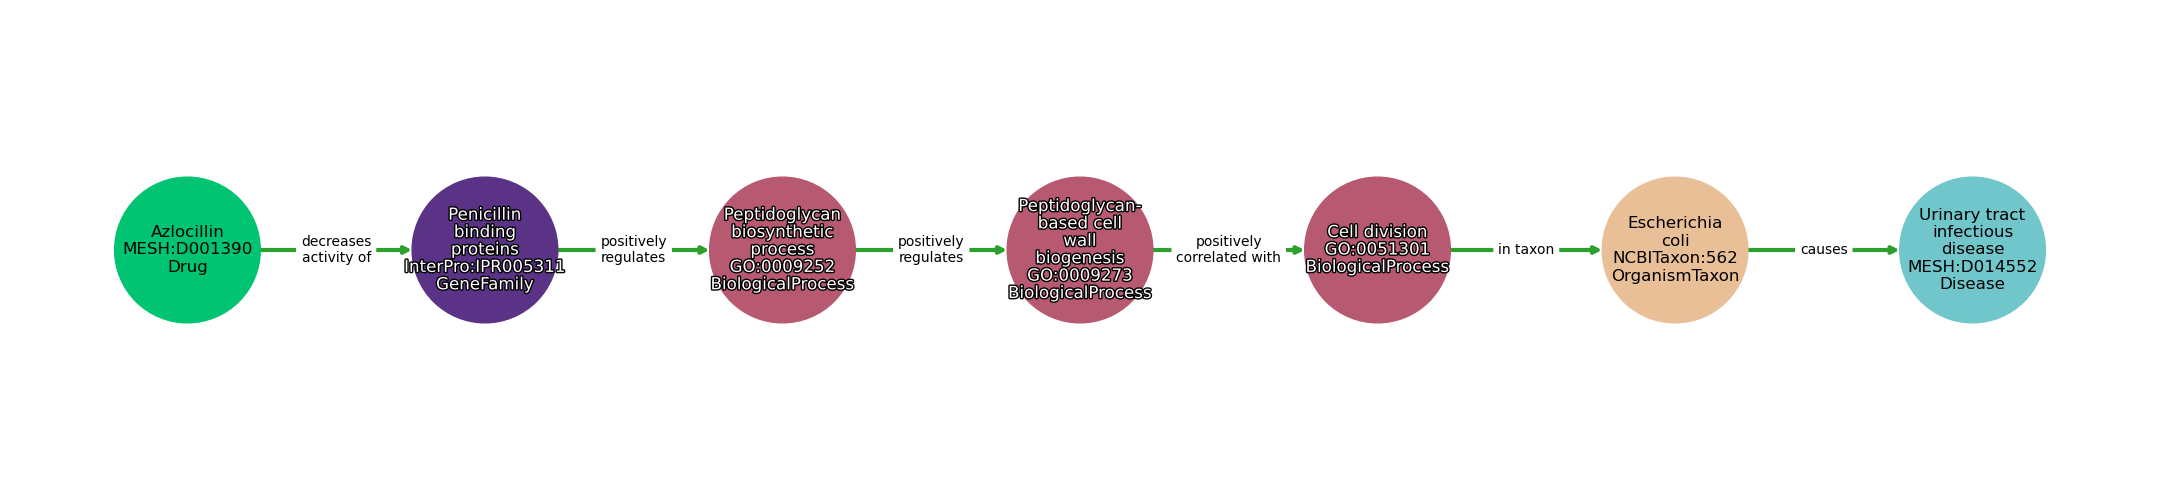 Azlocillin
MESH:D001390
Drug
decreases
activity of
Penicillin
binding
proteins
InterPro:IPR005311
GeneFamily
positively
regulates
Peptidoglycan
biosynthetic
process
GO:0009252
BiologicalProcess
positively
regulates
Peptidoglycan-
based cell
wall
biogenesis
GO:0009273
BiologicalProcess
positively
correlated with
Cell division
GO:0051301
BiologicalProcess
in taxon
Escherichia
coli
NCBITaxon:562
OrganismTaxon
causes
Urinary tract
infectious
disease
MESH:D014552
Disease